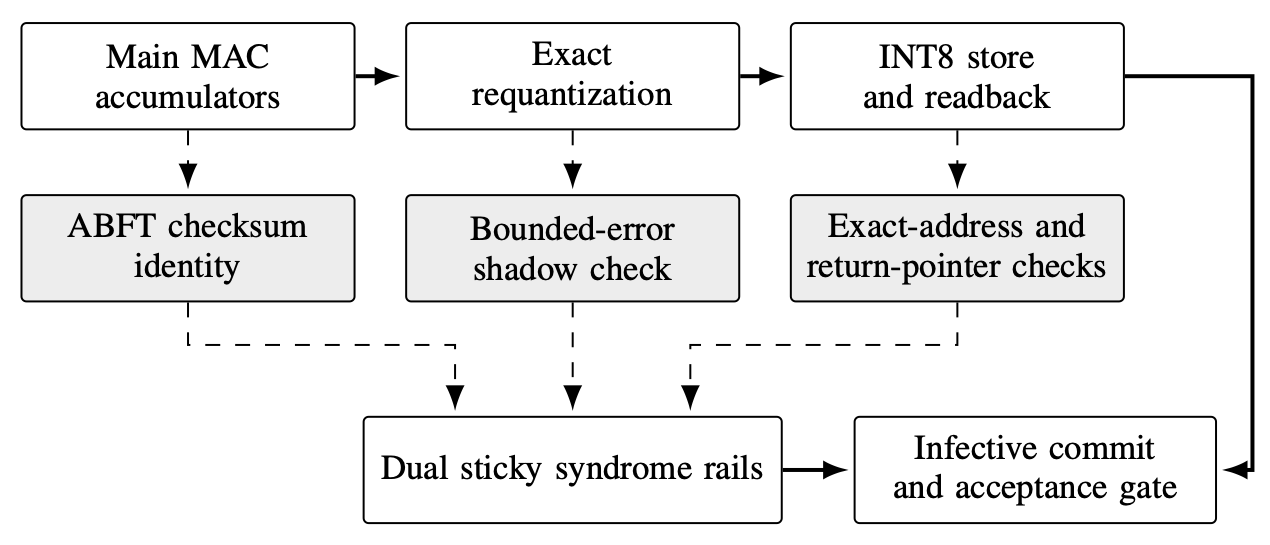 Main MAC
accumulators
Exact
requantization
INT8 store
and readback
ABFT checksum
identity
Bounded-error
shadow check
Exact-address and
return-pointer checks
Dual sticky syndrome rails
Infective commit
and acceptance gate